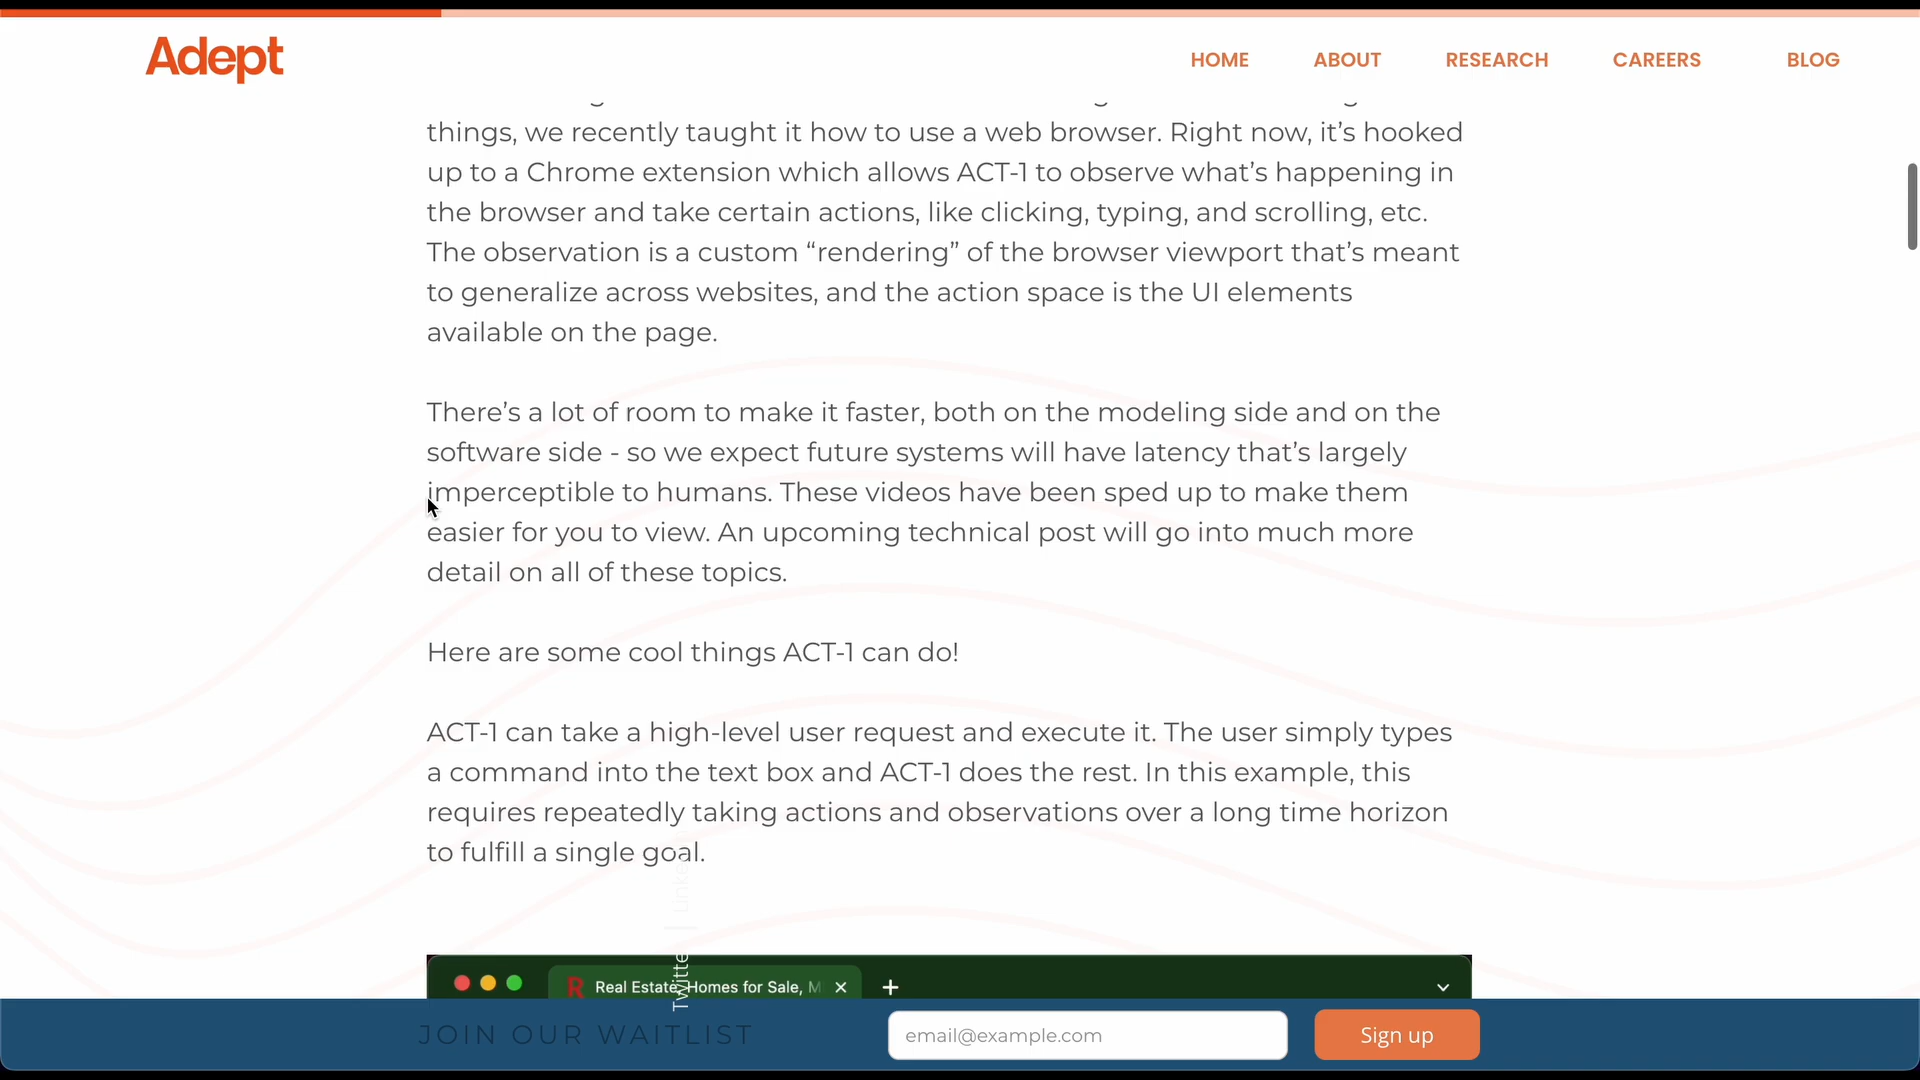 Adept
HOME ABOUT RESEARCH CAREERS BLOG
things, we recently taught it how to use a web browser. Right now, it’s hooked
up to a Chrome extension which allows ACT-1 to observe what’s happening in
the browser and take certain actions, like clicking, typing, and scrolling, etc.
The observation is a custom “rendering” of the browser viewport that’s meant
to generalize across websites, and the action space is the UI elements
available on the page.
There’s a lot of room to make it faster, both on the modeling side and on the
software side - so we expect future systems will have latency that’s largely
imperceptible to humans. These videos have been sped up to make them
easier for you to view. An upcoming technical post will go into much more
detail on all of these topics.
Here are some cool things ACT-1 can do!
ACT-1 can take a high-level user request and execute it. The user simply types
a command into the text box and ACT-1 does the rest. In this example, this
requires repeatedly taking actions and observations over a long time horizon
to fulfill a single goal.
Real Estate, Homes for Sale, M
JOIN OUR WAITLIST
email@example.com
Sign up